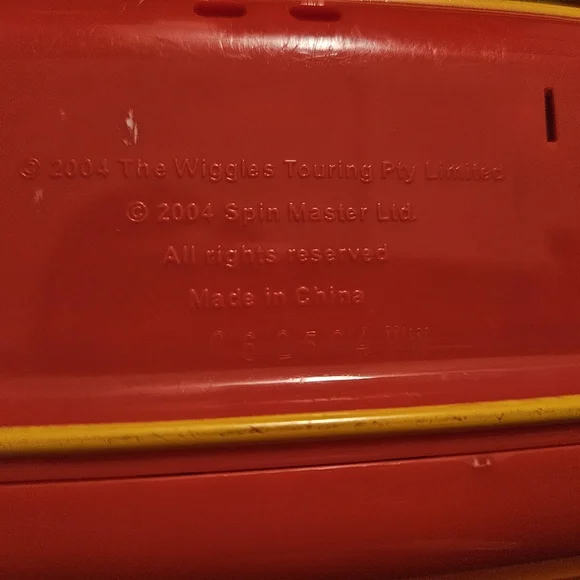 © 2004 The Wiggles Touring Pty Limited
© 2004 Spin Master Ltd.
All rights reserved
Made in China